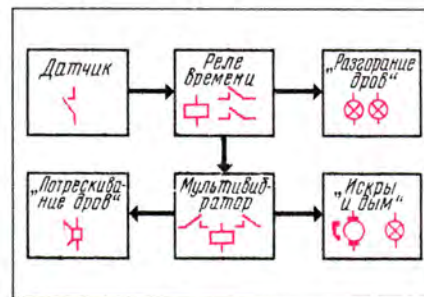 Датчик
Реле
времени
„Разгорание
дров“
„Потрескива-
ние дров“
Мультивиб-
ратор
„Искры
и дым“